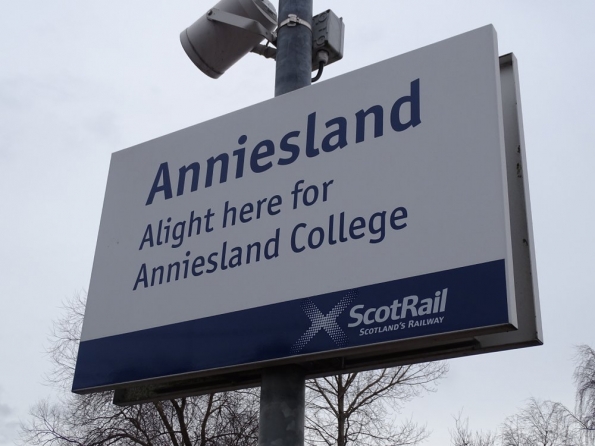 Anniesland
Alight here for
Anniesland College
ScotRail
Scotland's Railway